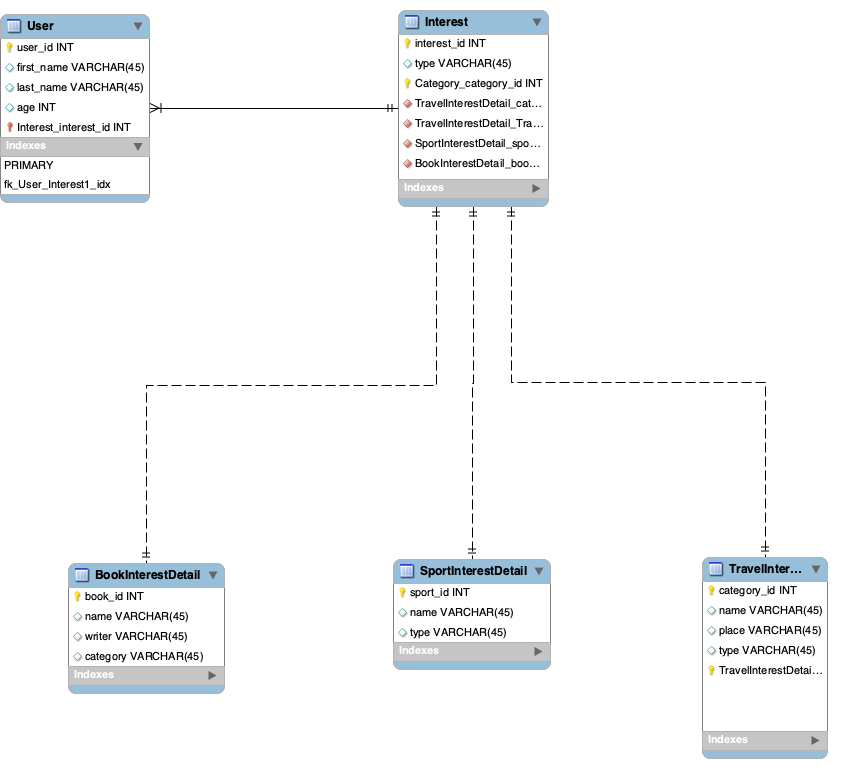 User
user_id INT
first_name VARCHAR(45)
last_name VARCHAR(45)
age INT
Interest_interest_id INT
Indexes
PRIMARY
fk_User_Interest1_idx
Interest
interest_id INT
type VARCHAR(45)
Category_category_id INT
TravelInterestDetail_cat...
TravelInterestDetail_Tra...
SportInterestDetail_spo...
BookInterestDetail_boo...
Indexes
BookInterestDetail
book_id INT
name VARCHAR(45)
writer VARCHAR(45)
category VARCHAR(45)
Indexes
SportInterestDetail
sport_id INT
name VARCHAR(45)
type VARCHAR(45)
Indexes
TravelInter...
category_id INT
name VARCHAR(45)
place VARCHAR(45)
type VARCHAR(45)
TravelInterestDetai...
Indexes